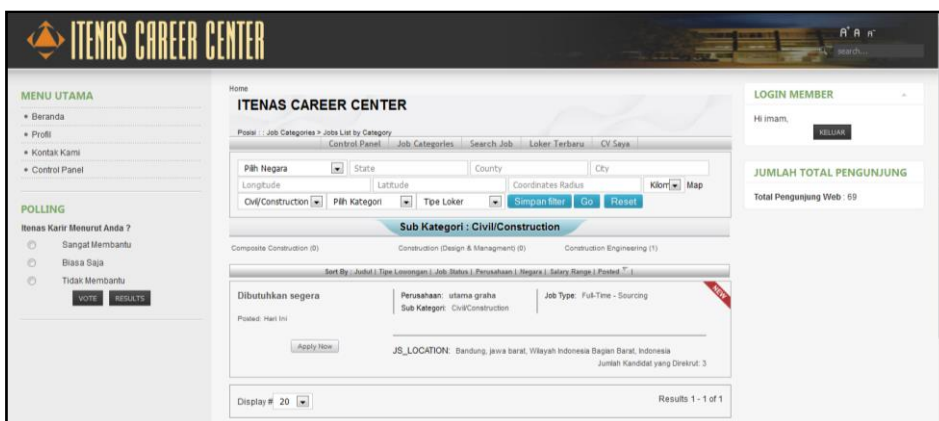 ITENAS CAREER CENTER
A+ A A-
search...
MENU UTAMA
Beranda
Profil
Kontak Kami
Control Panel
POLLING
Itenas Karir Menurut Anda ?
Sangat Membantu
Biasa Saja
Tidak Membantu
VOTE RESULTS
Home
ITENAS CAREER CENTER
Posisi : : Job Categories > Jobs List by Category
Control Panel Job Categories Search Job Loker Terbaru CV Saya
Pilih Negara State County City
Longitude Latitude Coordinates Radius Kilom Map
Civil/Construction Pilih Kategori Tipe Loker Simpan filter Go Reset
Sub Kategori : Civil/Construction
Composite Construction (0) Construction (Design & Managment) (0) Construction Engineering (1)
Sort By : Judul | Tipe Lowongan | Job Status | Perusahaan | Negara | Salary Range | Posted |
Dibutuhkan segera
Posted: Hari Ini
Apply Now
Perusahaan: utama graha
Sub Kategori: Civil/Construction
Job Type: Full-Time - Sourcing
NEW
JS_LOCATION: Bandung, jawa barat, Wilayah Indonesia Bagian Barat, Indonesia
Jumlah Kandidat yang Direkrut: 3
Display # 20
Results 1 - 1 of 1
LOGIN MEMBER
Hi imam,
KELUAR
JUMLAH TOTAL PENGUNJUNG
Total Pengunjung Web : 69